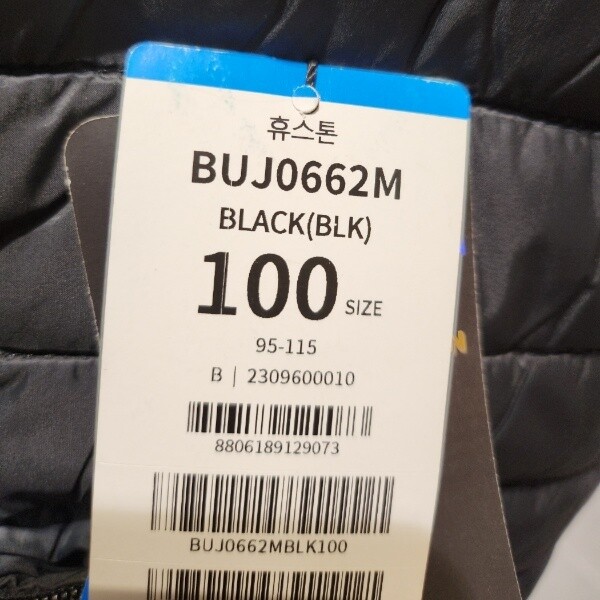 휴스톤
BUJ0662M
BLACK(BLK)
100 SIZE
95-115
B | 2309600010
8806189129073
BUJ0662MBLK100